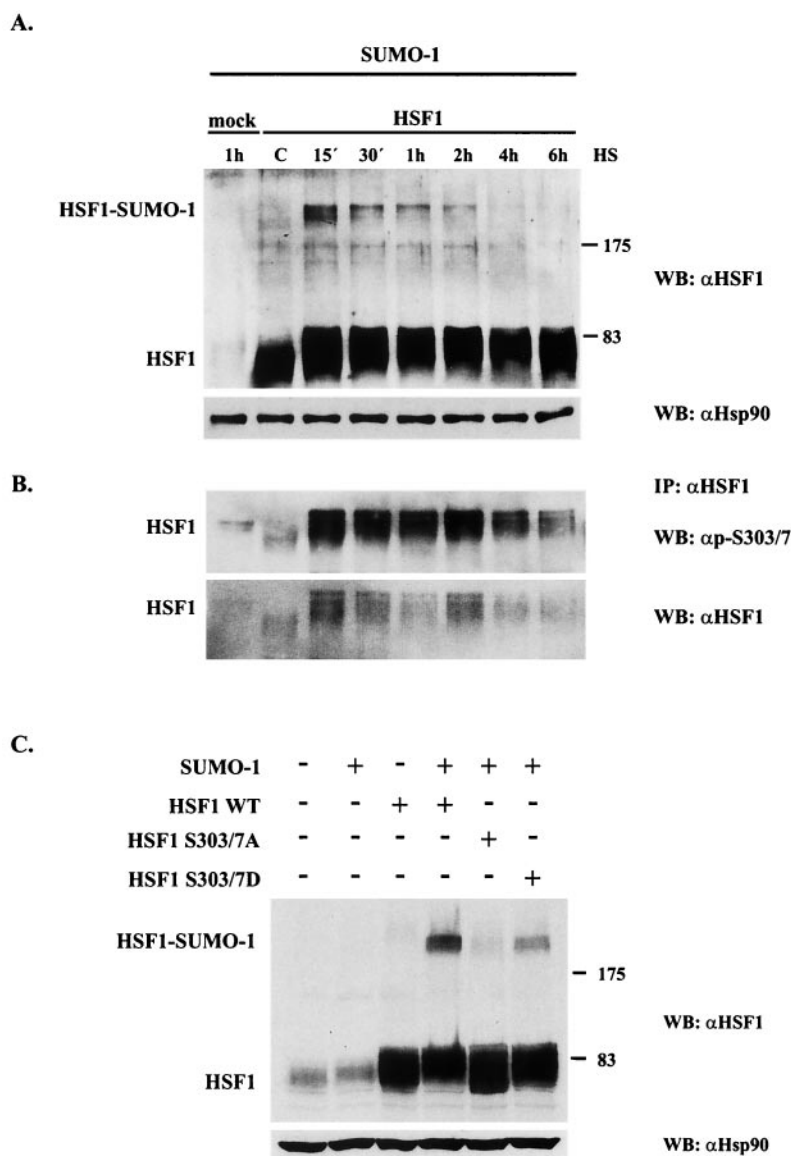 A.
SUMO-1
mock HSF1
1h C 15´ 30´ 1h 2h 4h 6h HS
HSF1-SUMO-1
175
WB: αHSF1
83
HSF1
WB: αHsp90
B.
IP: αHSF1
HSF1
WB: αp-S303/7
HSF1
WB: αHSF1
C.
SUMO-1 - + - + + +
HSF1 WT - - + + - -
HSF1 S303/7A - - - - + -
HSF1 S303/7D - - - - - +
HSF1-SUMO-1
175
WB: αHSF1
83
HSF1
WB: αHsp90